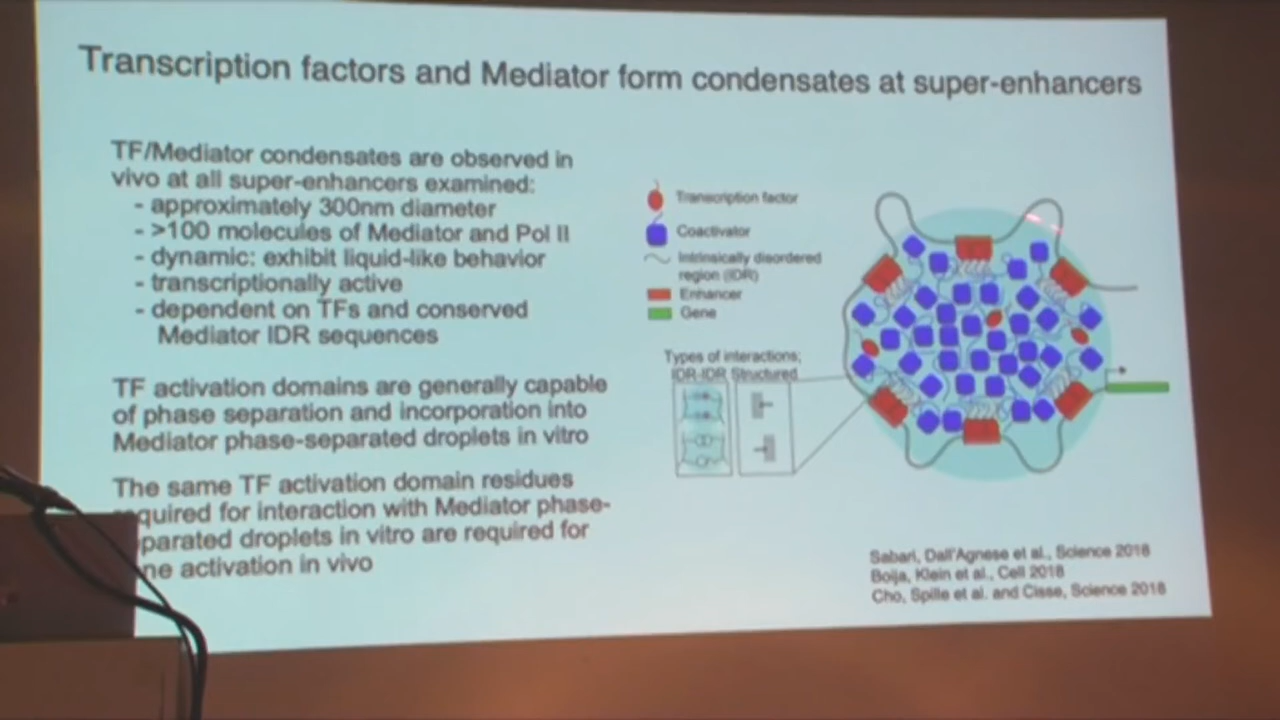 Transcription factors and Mediator form condensates at super-enhancers
TF/Mediator condensates are observed in
vivo at all super-enhancers examined:
- approximately 300nm diameter
- >100 molecules of Mediator and Pol II
- dynamic: exhibit liquid-like behavior
- transcriptionally active
- dependent on TFs and conserved
Mediator IDR sequences
TF activation domains are generally capable
of phase separation and incorporation into
Mediator phase-separated droplets in vitro
The same TF activation domain residues
quired for interaction with Mediator phase-
parated droplets in vitro are required for
ne activation in vivo
Transcription factor
Coactivator
Intrinsically disordered
region (IDR)
Enhancer
Gene
Types of interactions;
IDR-IDR Structured
Sabari, Dall'Agnese et al., Science 2018
Boija, Klein et al., Cell 2018
Cho, Spille et al. and Cisse, Science 2018